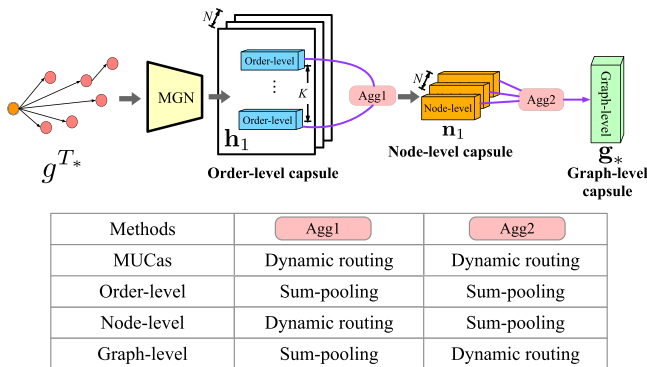 N
Order-level
⋮
K
Order-level
h₁
Order-level capsule
g^{T_*}
MGN
Agg1
N
Node-level
n₁
Node-level capsule
Agg2
Graph-level
g_*
Graph-level
capsule
Methods Agg1 Agg2
MUCas Dynamic routing Dynamic routing
Order-level Sum-pooling Sum-pooling
Node-level Dynamic routing Sum-pooling
Graph-level Sum-pooling Dynamic routing